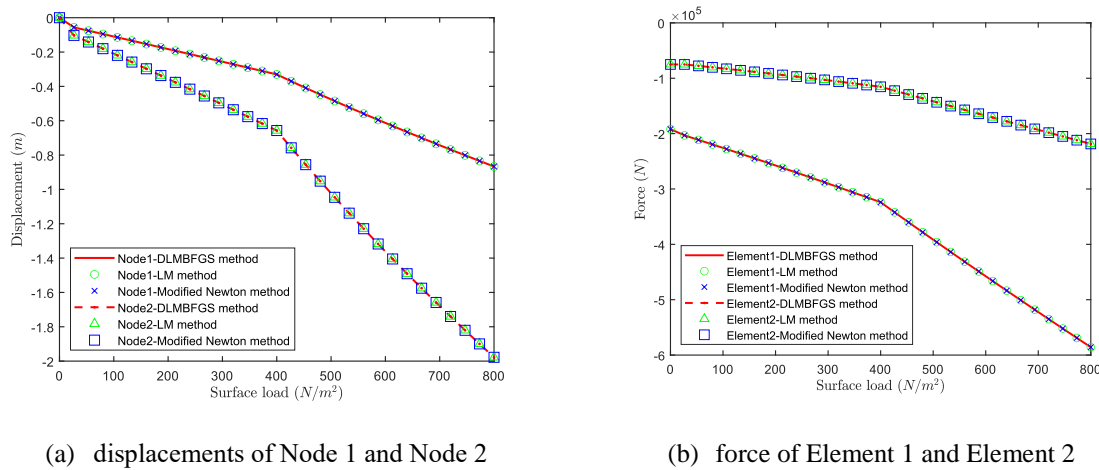 0
-0.2
-0.4
-0.6
-0.8
-1
-1.2
-1.4
-1.6
-1.8
-2
Displacement (m)
Node1-DLMBFGS method
Node1-LM method
Node1-Modified Newton method
Node2-DLMBFGS method
Node2-LM method
Node2-Modified Newton method
0 100 200 300 400 500 600 700 800
Surface load (N/m²)
0 ×10⁵
-1
-2
-3
-4
-5
-6
Force (N)
Element1-DLMBFGS method
Element1-LM method
Element1-Modified Newton method
Element2-DLMBFGS method
Element2-LM method
Element2-Modified Newton method
0 100 200 300 400 500 600 700 800
Surface load (N/m²)
(a) displacements of Node 1 and Node 2
(b) force of Element 1 and Element 2